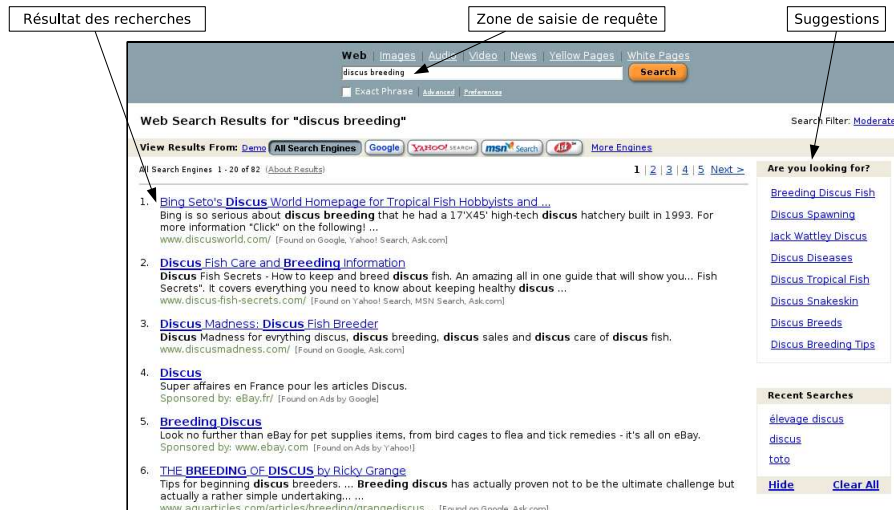 Résultat des recherches
Zone de saisie de requête
Suggestions
Web | Images | Audio | Video | News | Yellow Pages | White Pages
discus breeding
Search
Exact Phrase | Advanced | Preferences
Web Search Results for "discus breeding"
Search Filter: Moderate
View Results From: Demo All Search Engines Google YAHOO! SEARCH msn Search Ask More Engines
All Search Engines 1 - 20 of 82 (About Results)
1 | 2 | 3 | 4 | 5 Next >
1. Bing Seto's Discus World Homepage for Tropical Fish Hobbyists and ...
Bing is so serious about discus breeding that he had a 17'X45' high-tech discus hatchery built in 1993. For
more information "Click" on the following! ...
www.discusworld.com/ [Found on Google, Yahoo! Search, Ask.com]
2. Discus Fish Care and Breeding Information
Discus Fish Secrets - How to keep and breed discus fish. An amazing all in one guide that will show you... Fish
Secrets". It covers everything you need to know about keeping healthy discus ...
www.discus-fish-secrets.com/ [Found on Yahoo! Search, MSN Search, Ask.com]
3. Discus Madness: Discus Fish Breeder
Discus Madness for evrything discus, discus breeding, discus sales and discus care of discus fish.
www.discusmadness.com/ [Found on Google, Ask.com]
4. Discus
Super affaires en France pour les articles Discus.
Sponsored by: eBay.fr/ [Found on Ads by Google]
5. Breeding Discus
Look no further than eBay for pet supplies items, from bird cages to flea and tick remedies - it's all on eBay.
Sponsored by: www.ebay.com [Found on Ads by Yahoo!]
6. THE BREEDING OF DISCUS by Ricky Grange
Tips for beginning discus breeders. ... Breeding discus has actually proven not to be the ultimate challenge but
actually a rather simple undertaking... ...
www.aquarticles.com/articles/breeding/grangediscus... [Found on Google, Ask.com]
Are you looking for?
Breeding Discus Fish
Discus Spawning
Jack Wattley Discus
Discus Diseases
Discus Tropical Fish
Discus Snakeskin
Discus Breeds
Discus Breeding Tips
Recent Searches
élevage discus
discus
toto
Hide Clear All